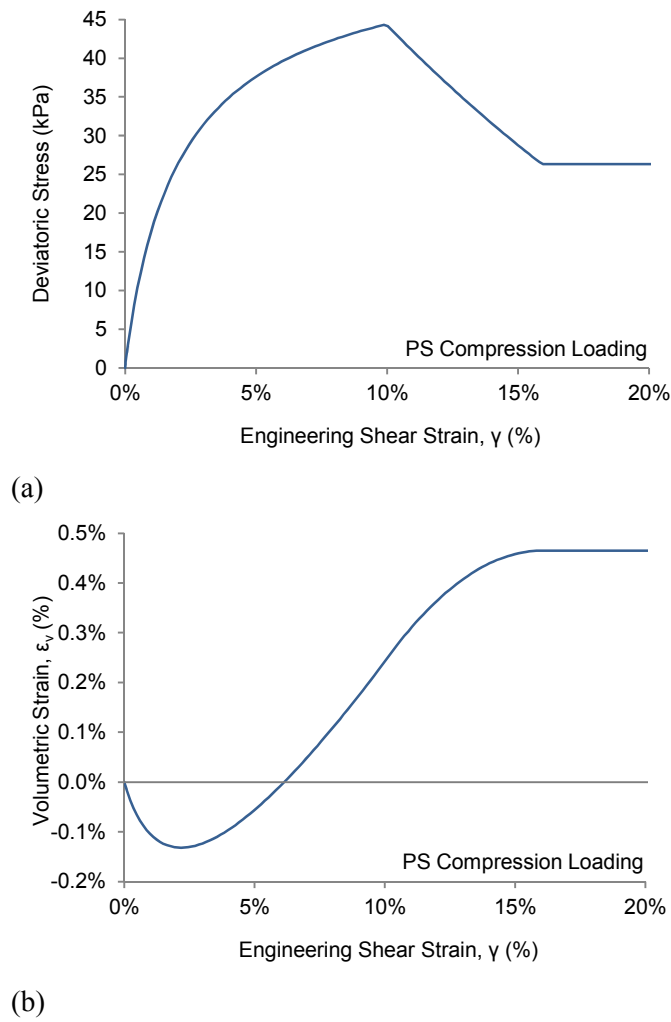 45
40
35
30
25
20
15
10
5
0
Deviatoric Stress (kPa)
PS Compression Loading
0% 5% 10% 15% 20%
Engineering Shear Strain, γ (%)
(a)
0.5%
0.4%
0.3%
0.2%
0.1%
0.0%
-0.1%
-0.2%
Volumetric Strain, εv (%)
PS Compression Loading
0% 5% 10% 15% 20%
Engineering Shear Strain, γ (%)
(b)